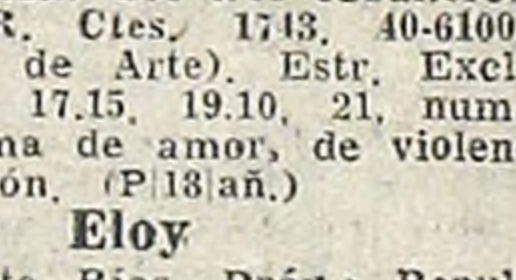 R. Ctes. 1743. 40-6100
de Arte). Estr. Excl
17.15, 19.10, 21, num
na de amor, de violen
ón. (P|13|añ.)
Eloy